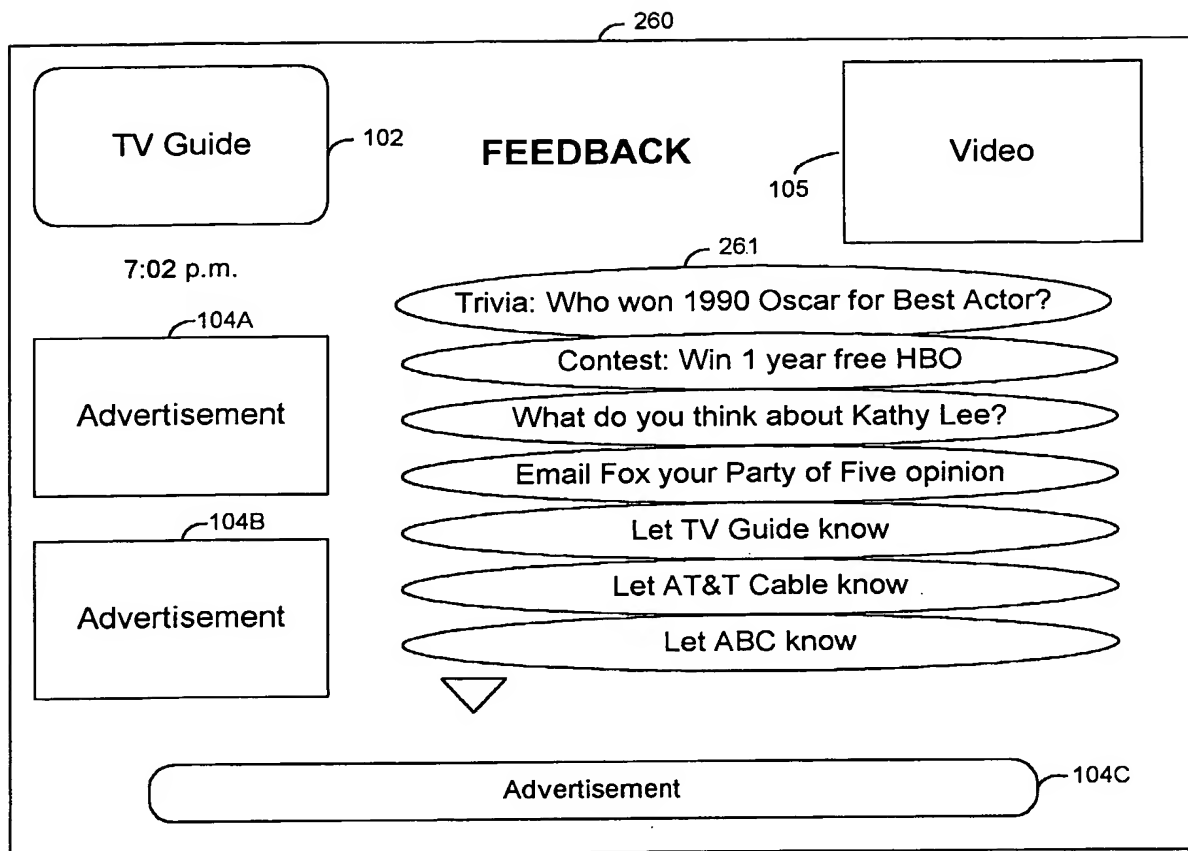 260
TV Guide
102
FEEDBACK
Video
105
7:02 p.m.
261
Trivia: Who won 1990 Oscar for Best Actor?
104A
Contest: Win 1 year free HBO
Advertisement
What do you think about Kathy Lee?
Email Fox your Party of Five opinion
104B
Let TV Guide know
Let AT&T Cable know
Advertisement
Let ABC know
Advertisement
104C